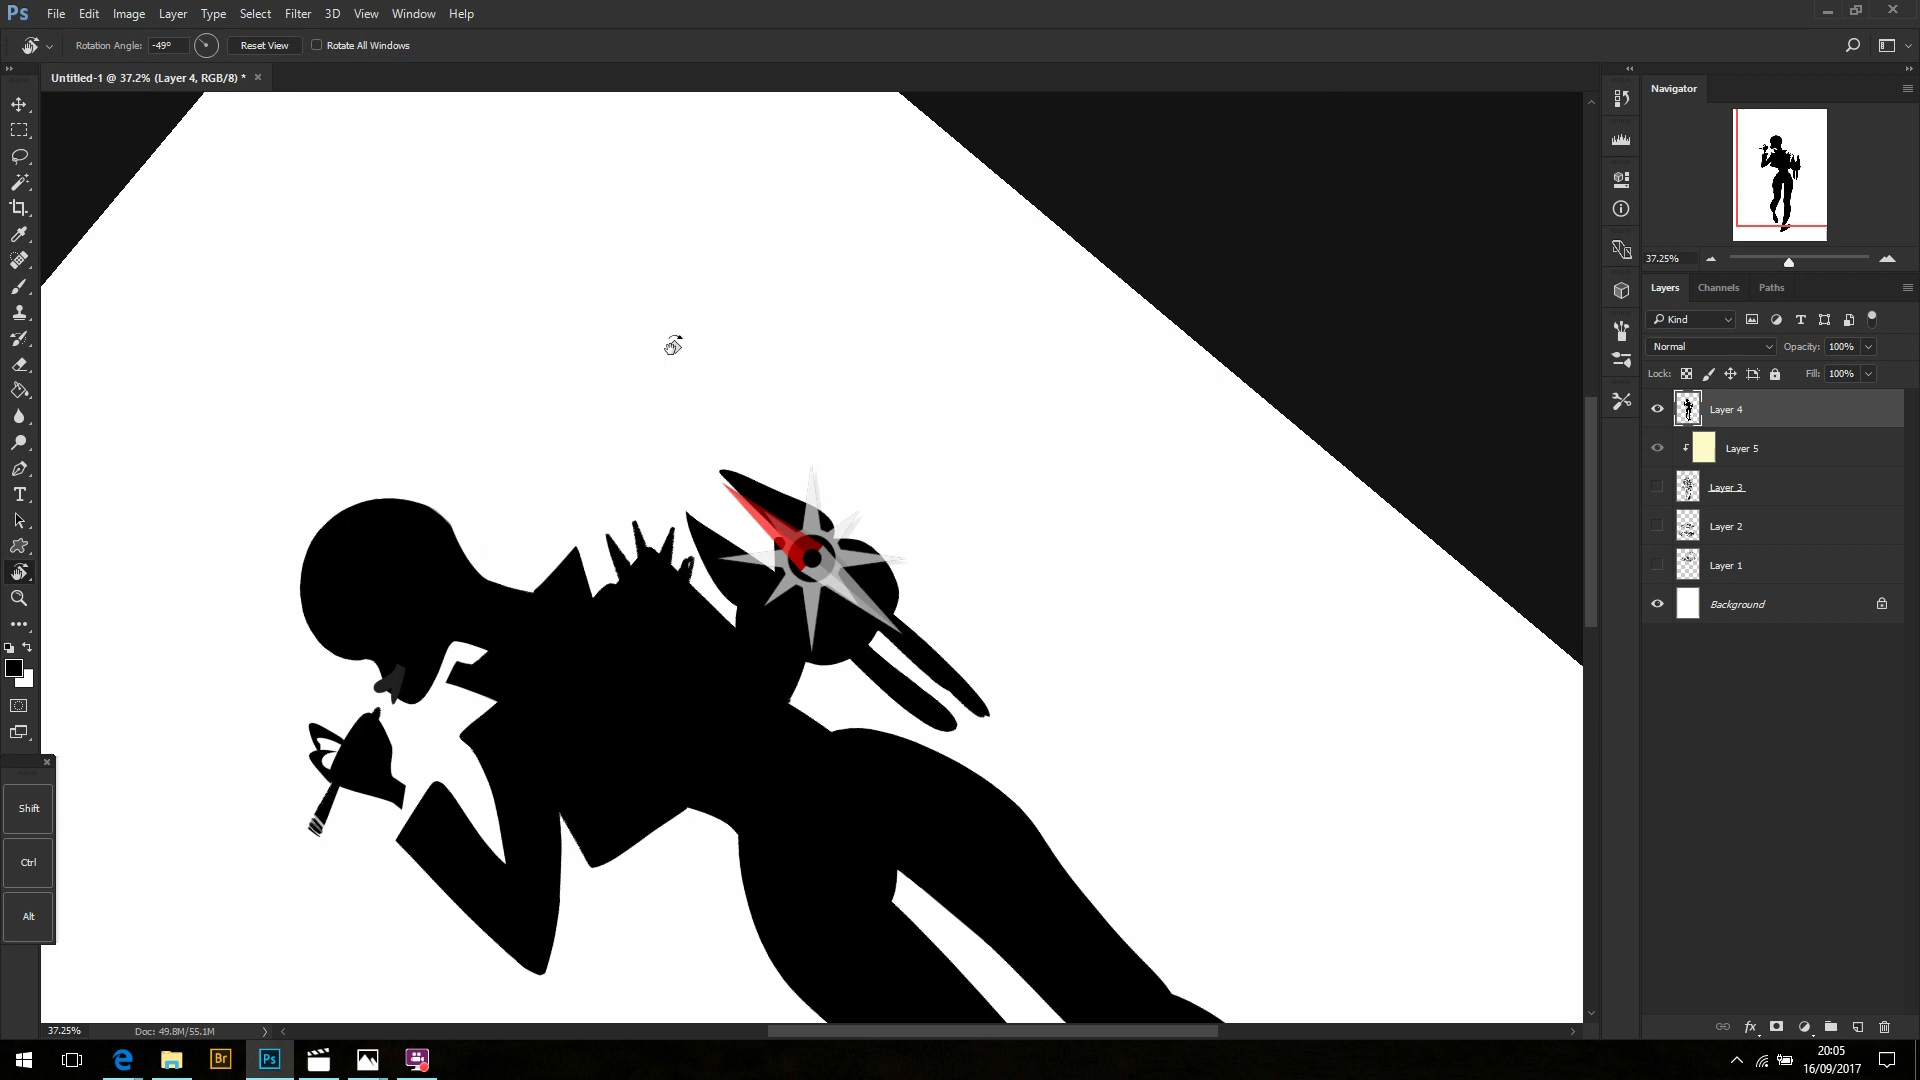 Ps File Edit Image Layer Type Select Filter 3D View Window Help
Rotation Angle: -49° Reset View Rotate All Windows
Untitled-1 @ 37.2% (Layer 4, RGB/8) *
Navigator
37.25%
Layers Channels Paths
Kind
Normal Opacity: 100%
Lock: Fill: 100%
Layer 4
Layer 5
Layer 3
Layer 2
Layer 1
Background
Shift
Ctrl
Alt
37.25% Doc: 49.8M/55.1M
Br Ps
20:05
16/09/2017